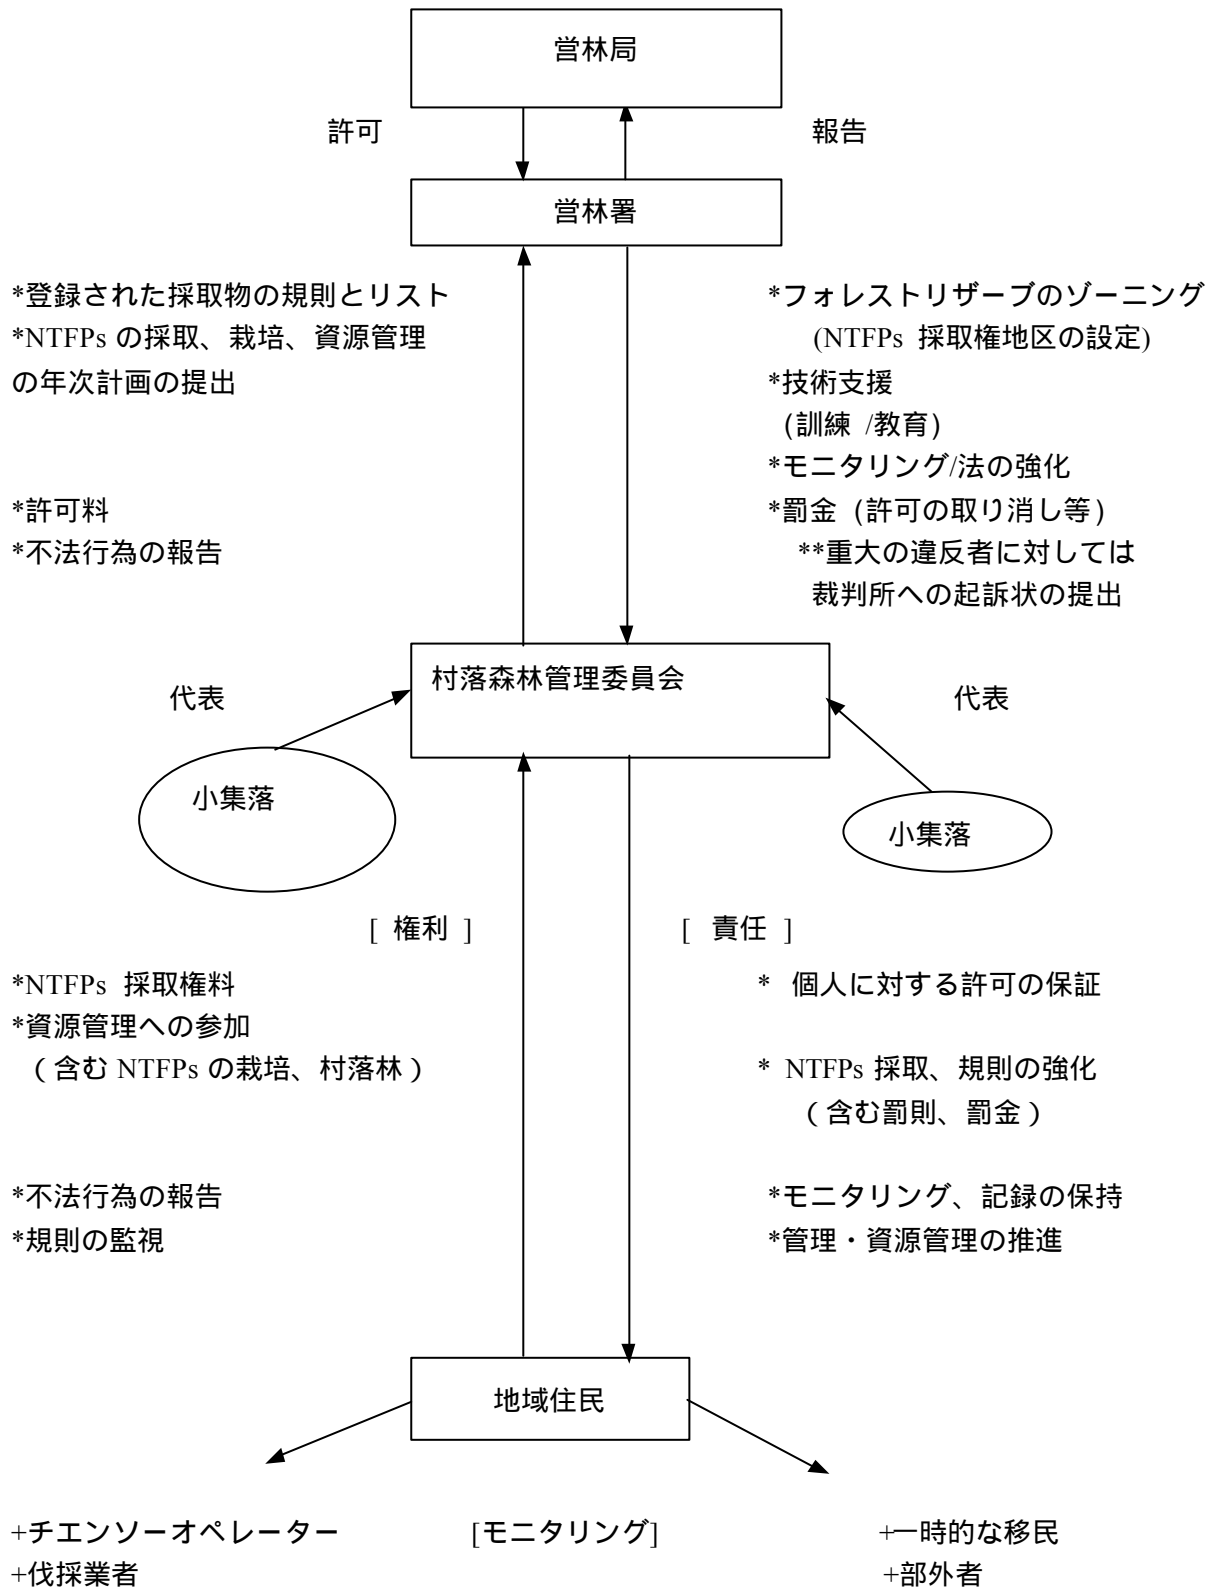 営林局
許可
報告
営林署
*登録された採取物の規則とリスト
*NTFPs の採取、栽培、資源管理
の年次計画の提出
*許可料
*不法行為の報告
*フォレストリザーブのゾーニング
(NTFPs 採取権地区の設定)
*技術支援
(訓練 /教育)
*モニタリング/法の強化
*罰金 (許可の取り消し等)
**重大の違反者に対しては
裁判所への起訴状の提出
村落森林管理委員会
代表
代表
小集落
小集落
[ 権利 ]
[ 責任 ]
*NTFPs 採取権料
*資源管理への参加
(含む NTFPs の栽培、村落林)
*不法行為の報告
*規則の監視
* 個人に対する許可の保証
* NTFPs 採取、規則の強化
(含む罰則、罰金)
*モニタリング、記録の保持
*管理・資源管理の推進
地域住民
+チエンソーオペレーター
+伐採業者
[モニタリング]
+一時的な移民
+部外者